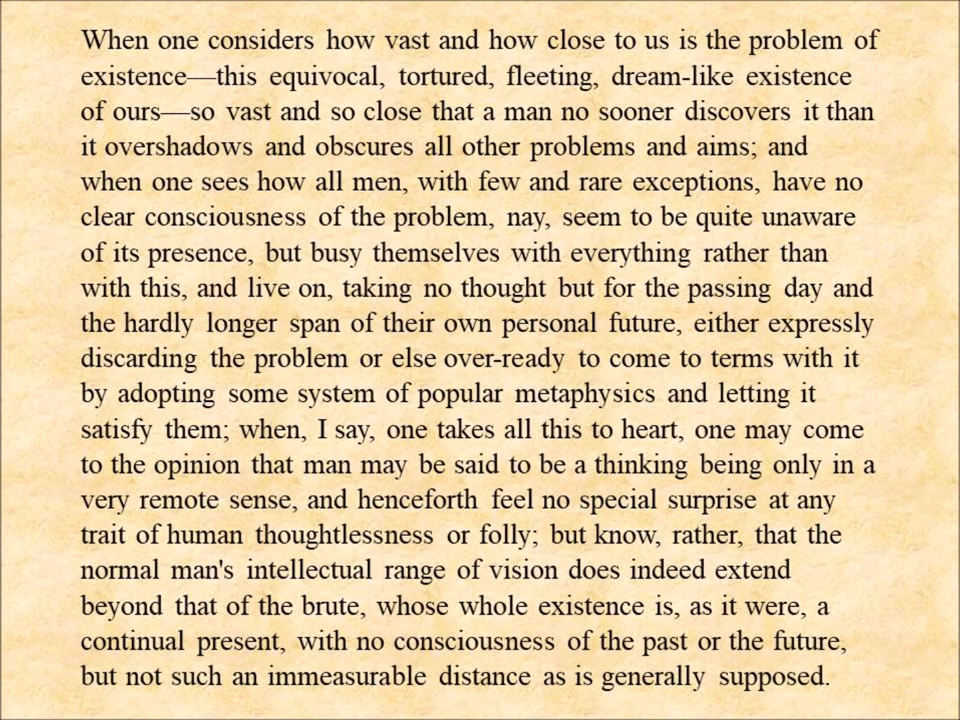 When one considers how vast and how close to us is the problem of
existence—this equivocal, tortured, fleeting, dream-like existence
of ours—so vast and so close that a man no sooner discovers it than
it overshadows and obscures all other problems and aims; and
when one sees how all men, with few and rare exceptions, have no
clear consciousness of the problem, nay, seem to be quite unaware
of its presence, but busy themselves with everything rather than
with this, and live on, taking no thought but for the passing day and
the hardly longer span of their own personal future, either expressly
discarding the problem or else over-ready to come to terms with it
by adopting some system of popular metaphysics and letting it
satisfy them; when, I say, one takes all this to heart, one may come
to the opinion that man may be said to be a thinking being only in a
very remote sense, and henceforth feel no special surprise at any
trait of human thoughtlessness or folly; but know, rather, that the
normal man's intellectual range of vision does indeed extend
beyond that of the brute, whose whole existence is, as it were, a
continual present, with no consciousness of the past or the future,
but not such an immeasurable distance as is generally supposed.